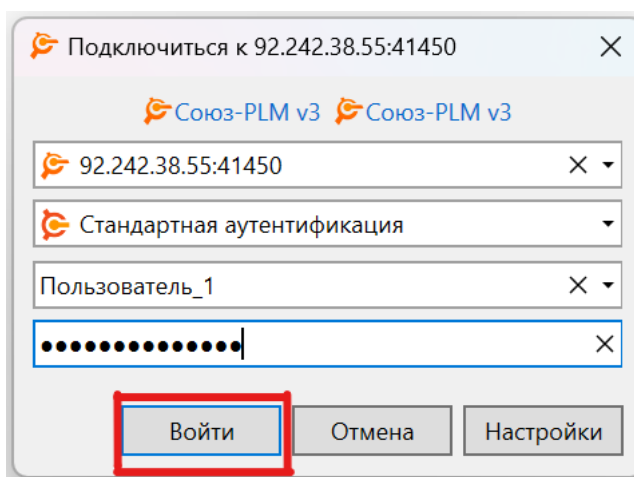 Подключиться к 92.242.38.55:41450
Союз-PLM v3 Союз-PLM v3
92.242.38.55:41450
Стандартная аутентификация
Пользователь_1
●●●●●●●●●●●●●●
Войти Отмена Настройки